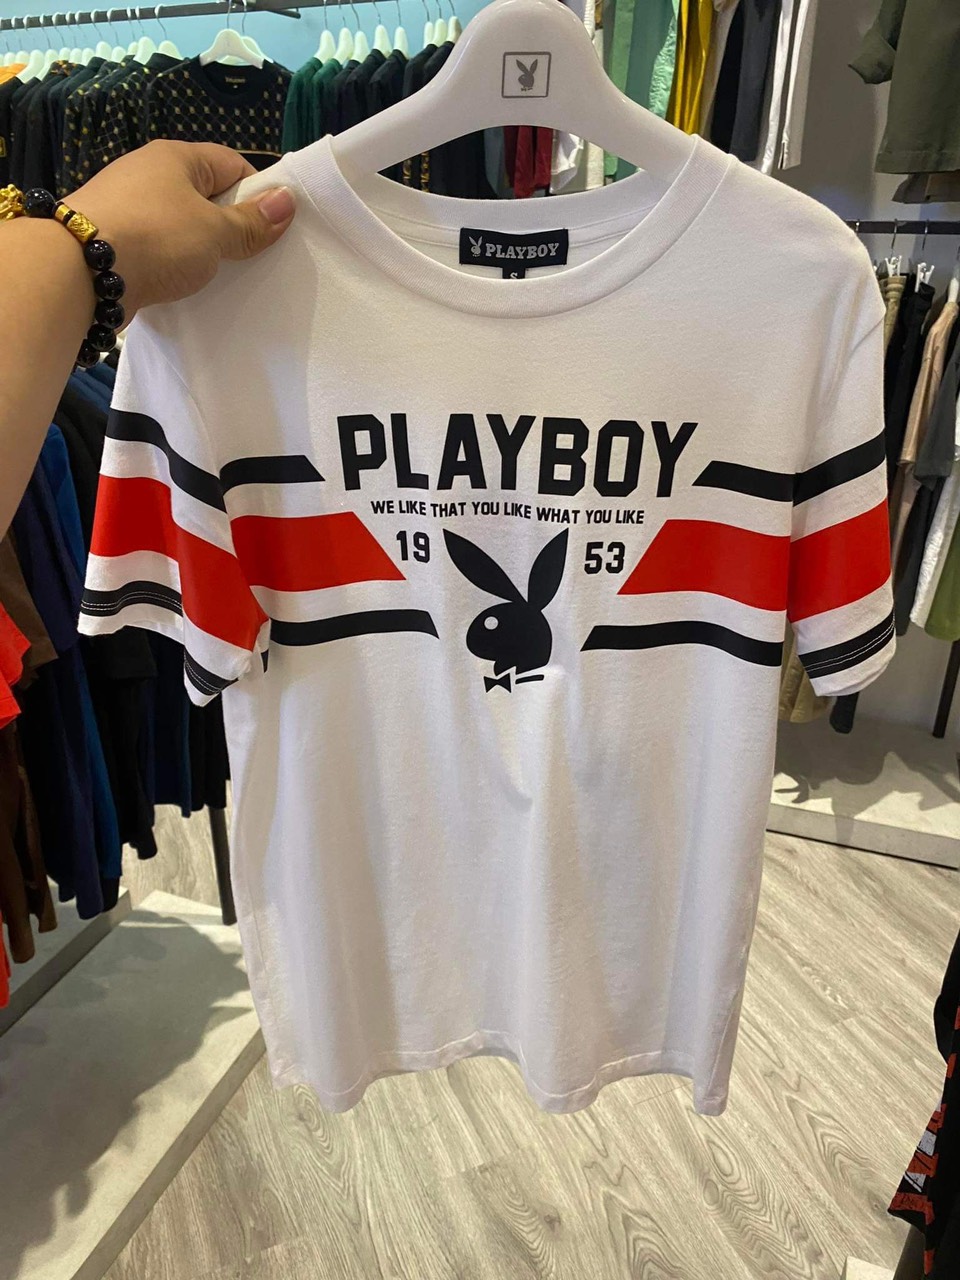 PLAYBOY
S
PLAYBOY
WE LIKE THAT YOU LIKE WHAT YOU LIKE
19 53